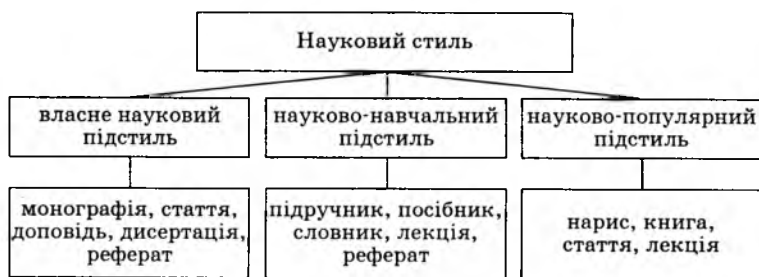 Науковий стиль
власне науковий
підстиль
науково-навчальний
підстиль
науково-популярний
підстиль
монографія, стаття,
доповідь, дисертація,
реферат
підручник, посібник,
словник, лекція,
реферат
нарис, книга,
стаття, лекція